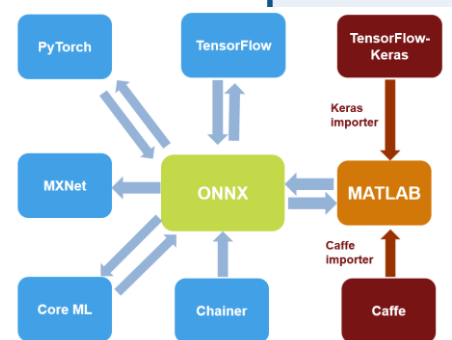 PyTorch
TensorFlow
TensorFlow-
Keras
Keras
importer
MXNet
ONNX
MATLAB
Caffe
importer
Core ML
Chainer
Caffe